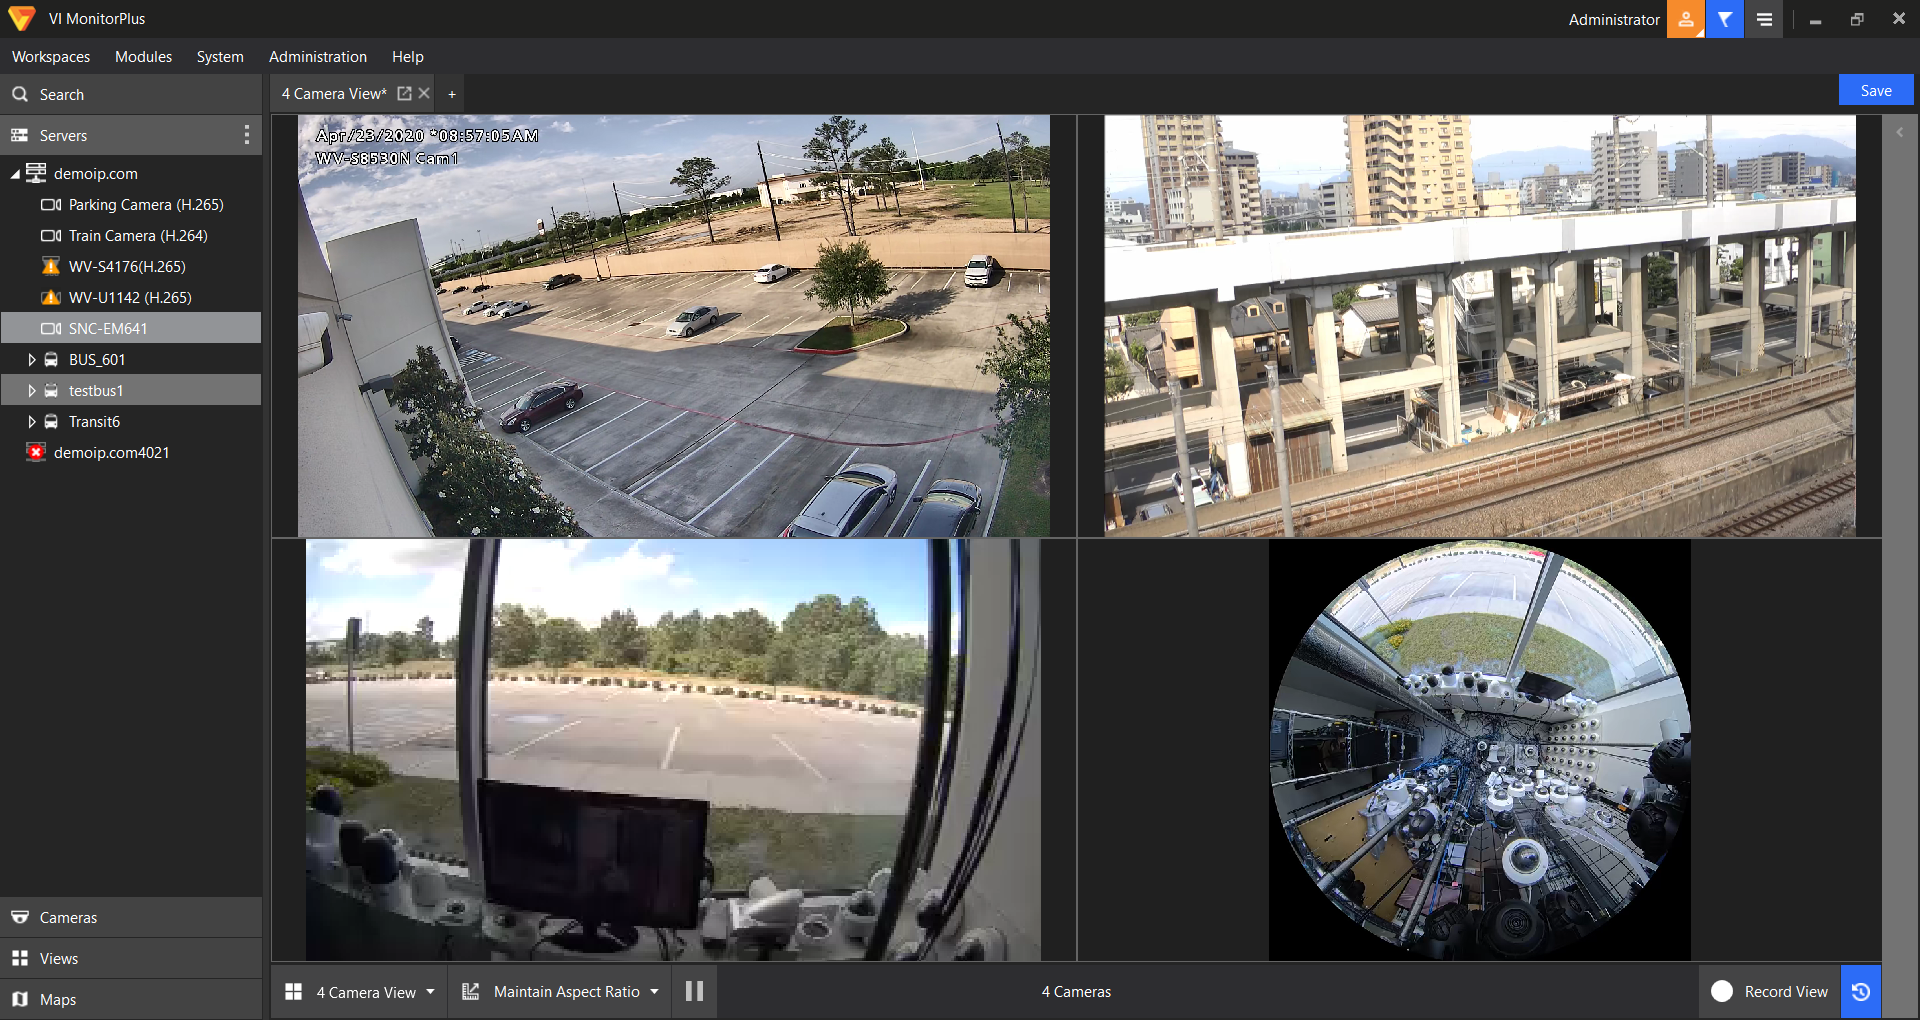 VI MonitorPlus
Administrator
Workspaces Modules System Administration Help
Search
4 Camera View* +
Save
Servers
demoip.com
Parking Camera (H.265)
Train Camera (H.264)
WV-S4176(H.265)
WV-U1142 (H.265)
SNC-EM641
BUS_601
testbus1
Transit6
demoip.com4021
Apr/23/2020 *08:57:05AM
WV-S8530N Cam1
Cameras
Views
Maps
4 Camera View Maintain Aspect Ratio 4 Cameras Record View